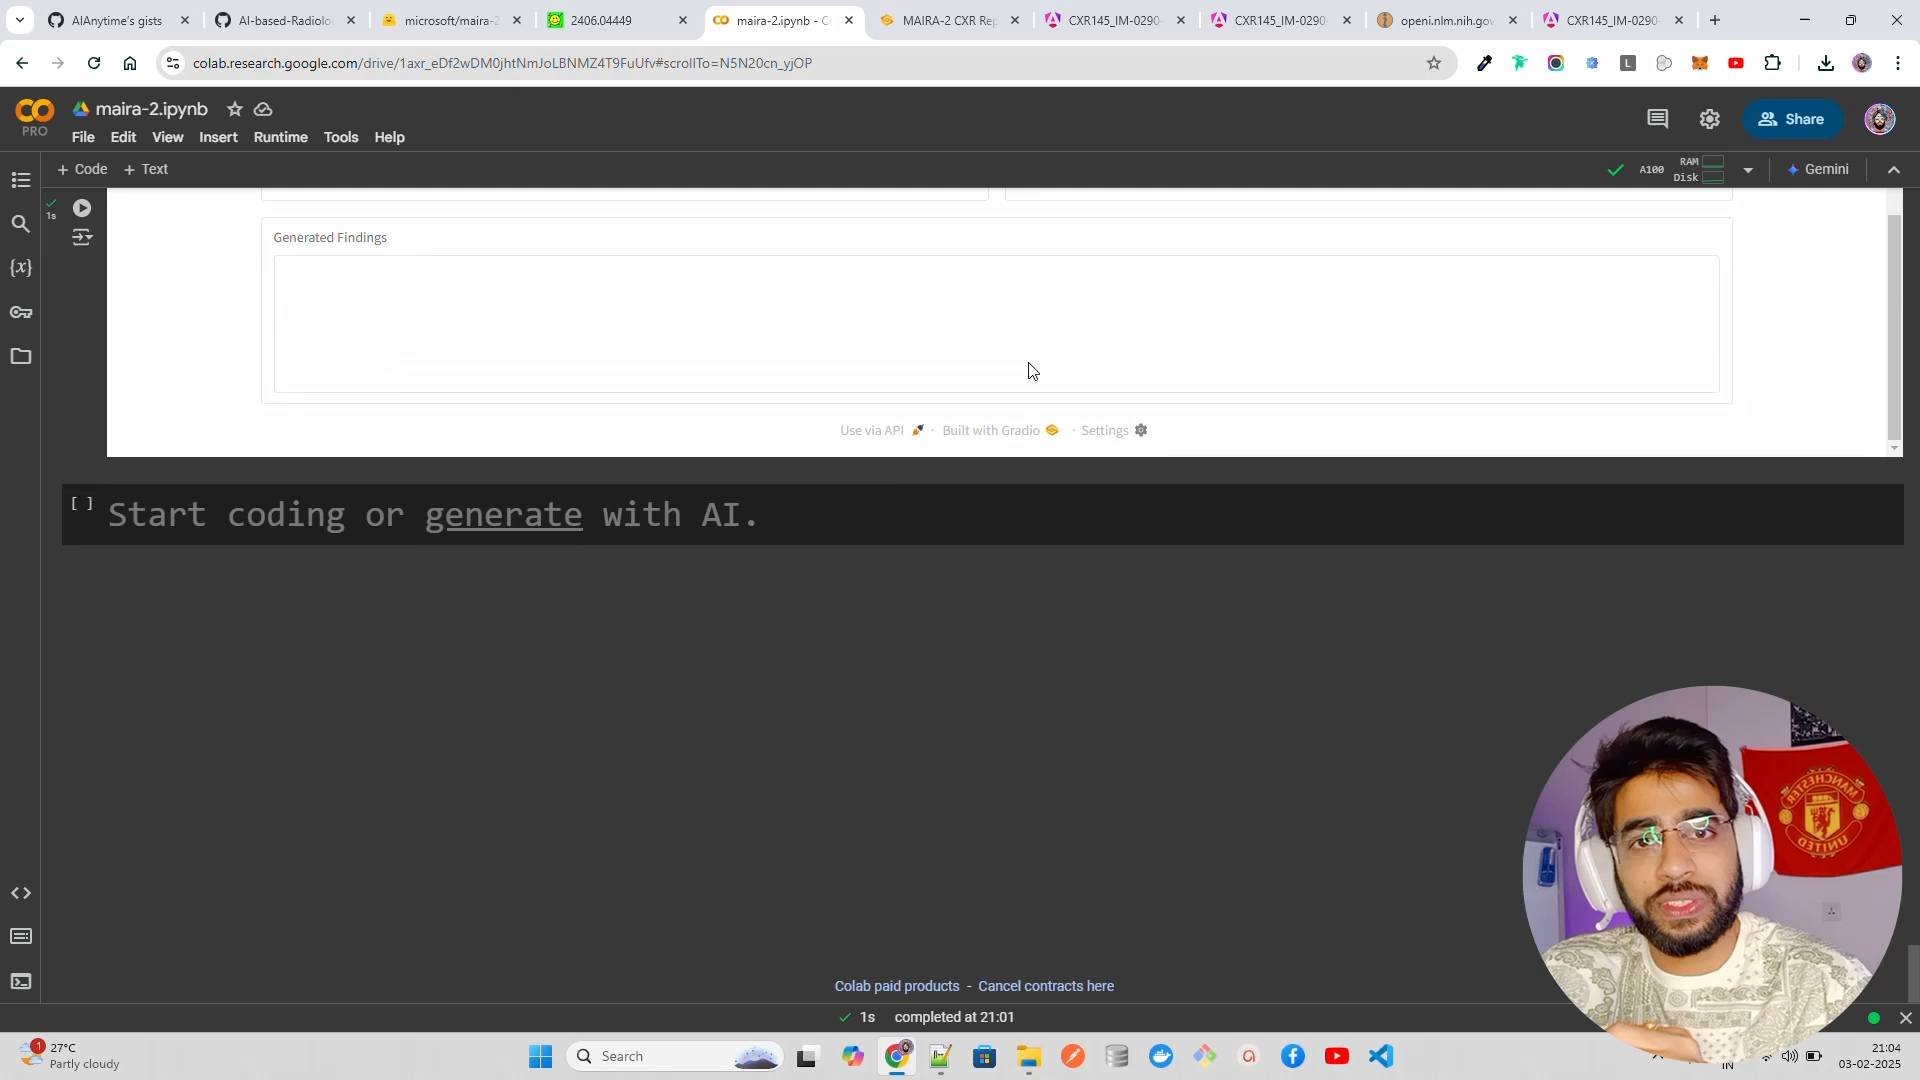 AIAnytime's gists
AI-based-Radiolo
microsoft/maira-2
2406.04449
maira-2.ipynb - C
MAIRA-2 CXR Rep
CXR145_IM-0290-
CXR145_IM-0290-
openi.nlm.nih.gov
CXR145_IM-0290-
colab.research.google.com/drive/1axr_eDf2wDM0jhtNmJoLBNMZ4T9FuUfv#scrollTo=N5N20cn_yjOP
PRO
maira-2.ipynb
File Edit View Insert Runtime Tools Help
Share
+ Code + Text
A100
RAM
Disk
Gemini
1s
Generated Findings
Use via API · Built with Gradio · Settings
[ ] Start coding or generate with AI.
MANCHESTER
UNITED
Colab paid products - Cancel contracts here
1s completed at 21:01
1
27°C
Partly cloudy
Search
IN
21:04
03-02-2025